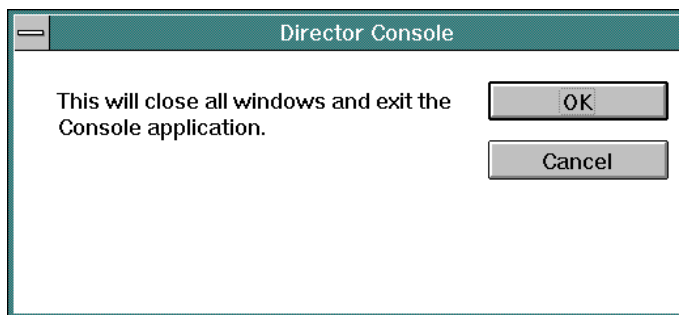 Director Console
This will close all windows and exit the
Console application.
OK
Cancel